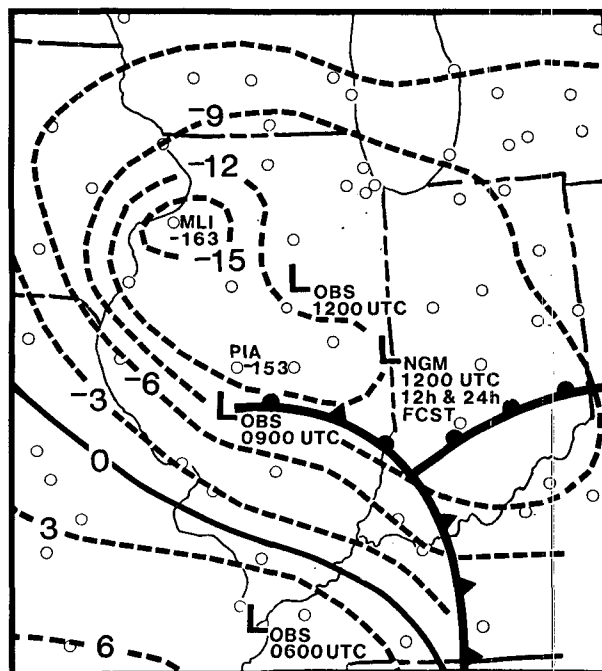 -9
-12
MLI
-163
-15
L OBS
1200 UTC
PIA
-153
L NGM
1200 UTC
12h & 24h
FCST
-6
-3
L OBS
0900 UTC
0
3
L OBS
0600 UTC
6